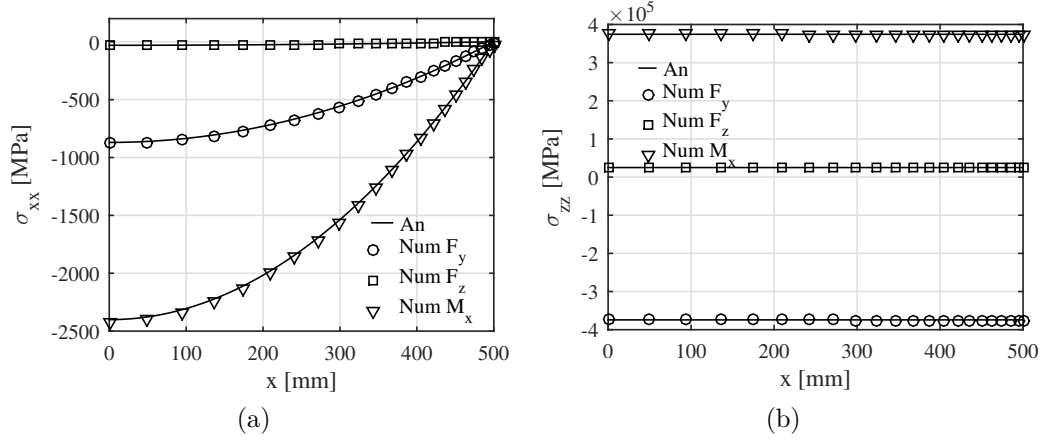 0
-500
-1000
-1500
-2000
-2500
σxx [MPa]
An
Num Fy
Num Fz
Num Mx
0 100 200 300 400 500
x [mm]
(a)
×10^5
4
3
2
1
0
-1
-2
-3
-4
σzz [MPa]
An
Num Fy
Num Fz
Num Mx
0 100 200 300 400 500
x [mm]
(b)